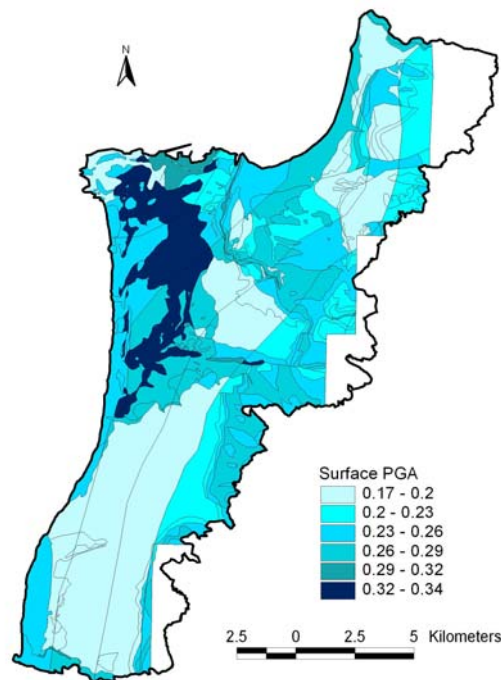 N
Surface PGA
0.17 - 0.2
0.2 - 0.23
0.23 - 0.26
0.26 - 0.29
0.29 - 0.32
0.32 - 0.34
2.5 0 2.5 5 Kilometers